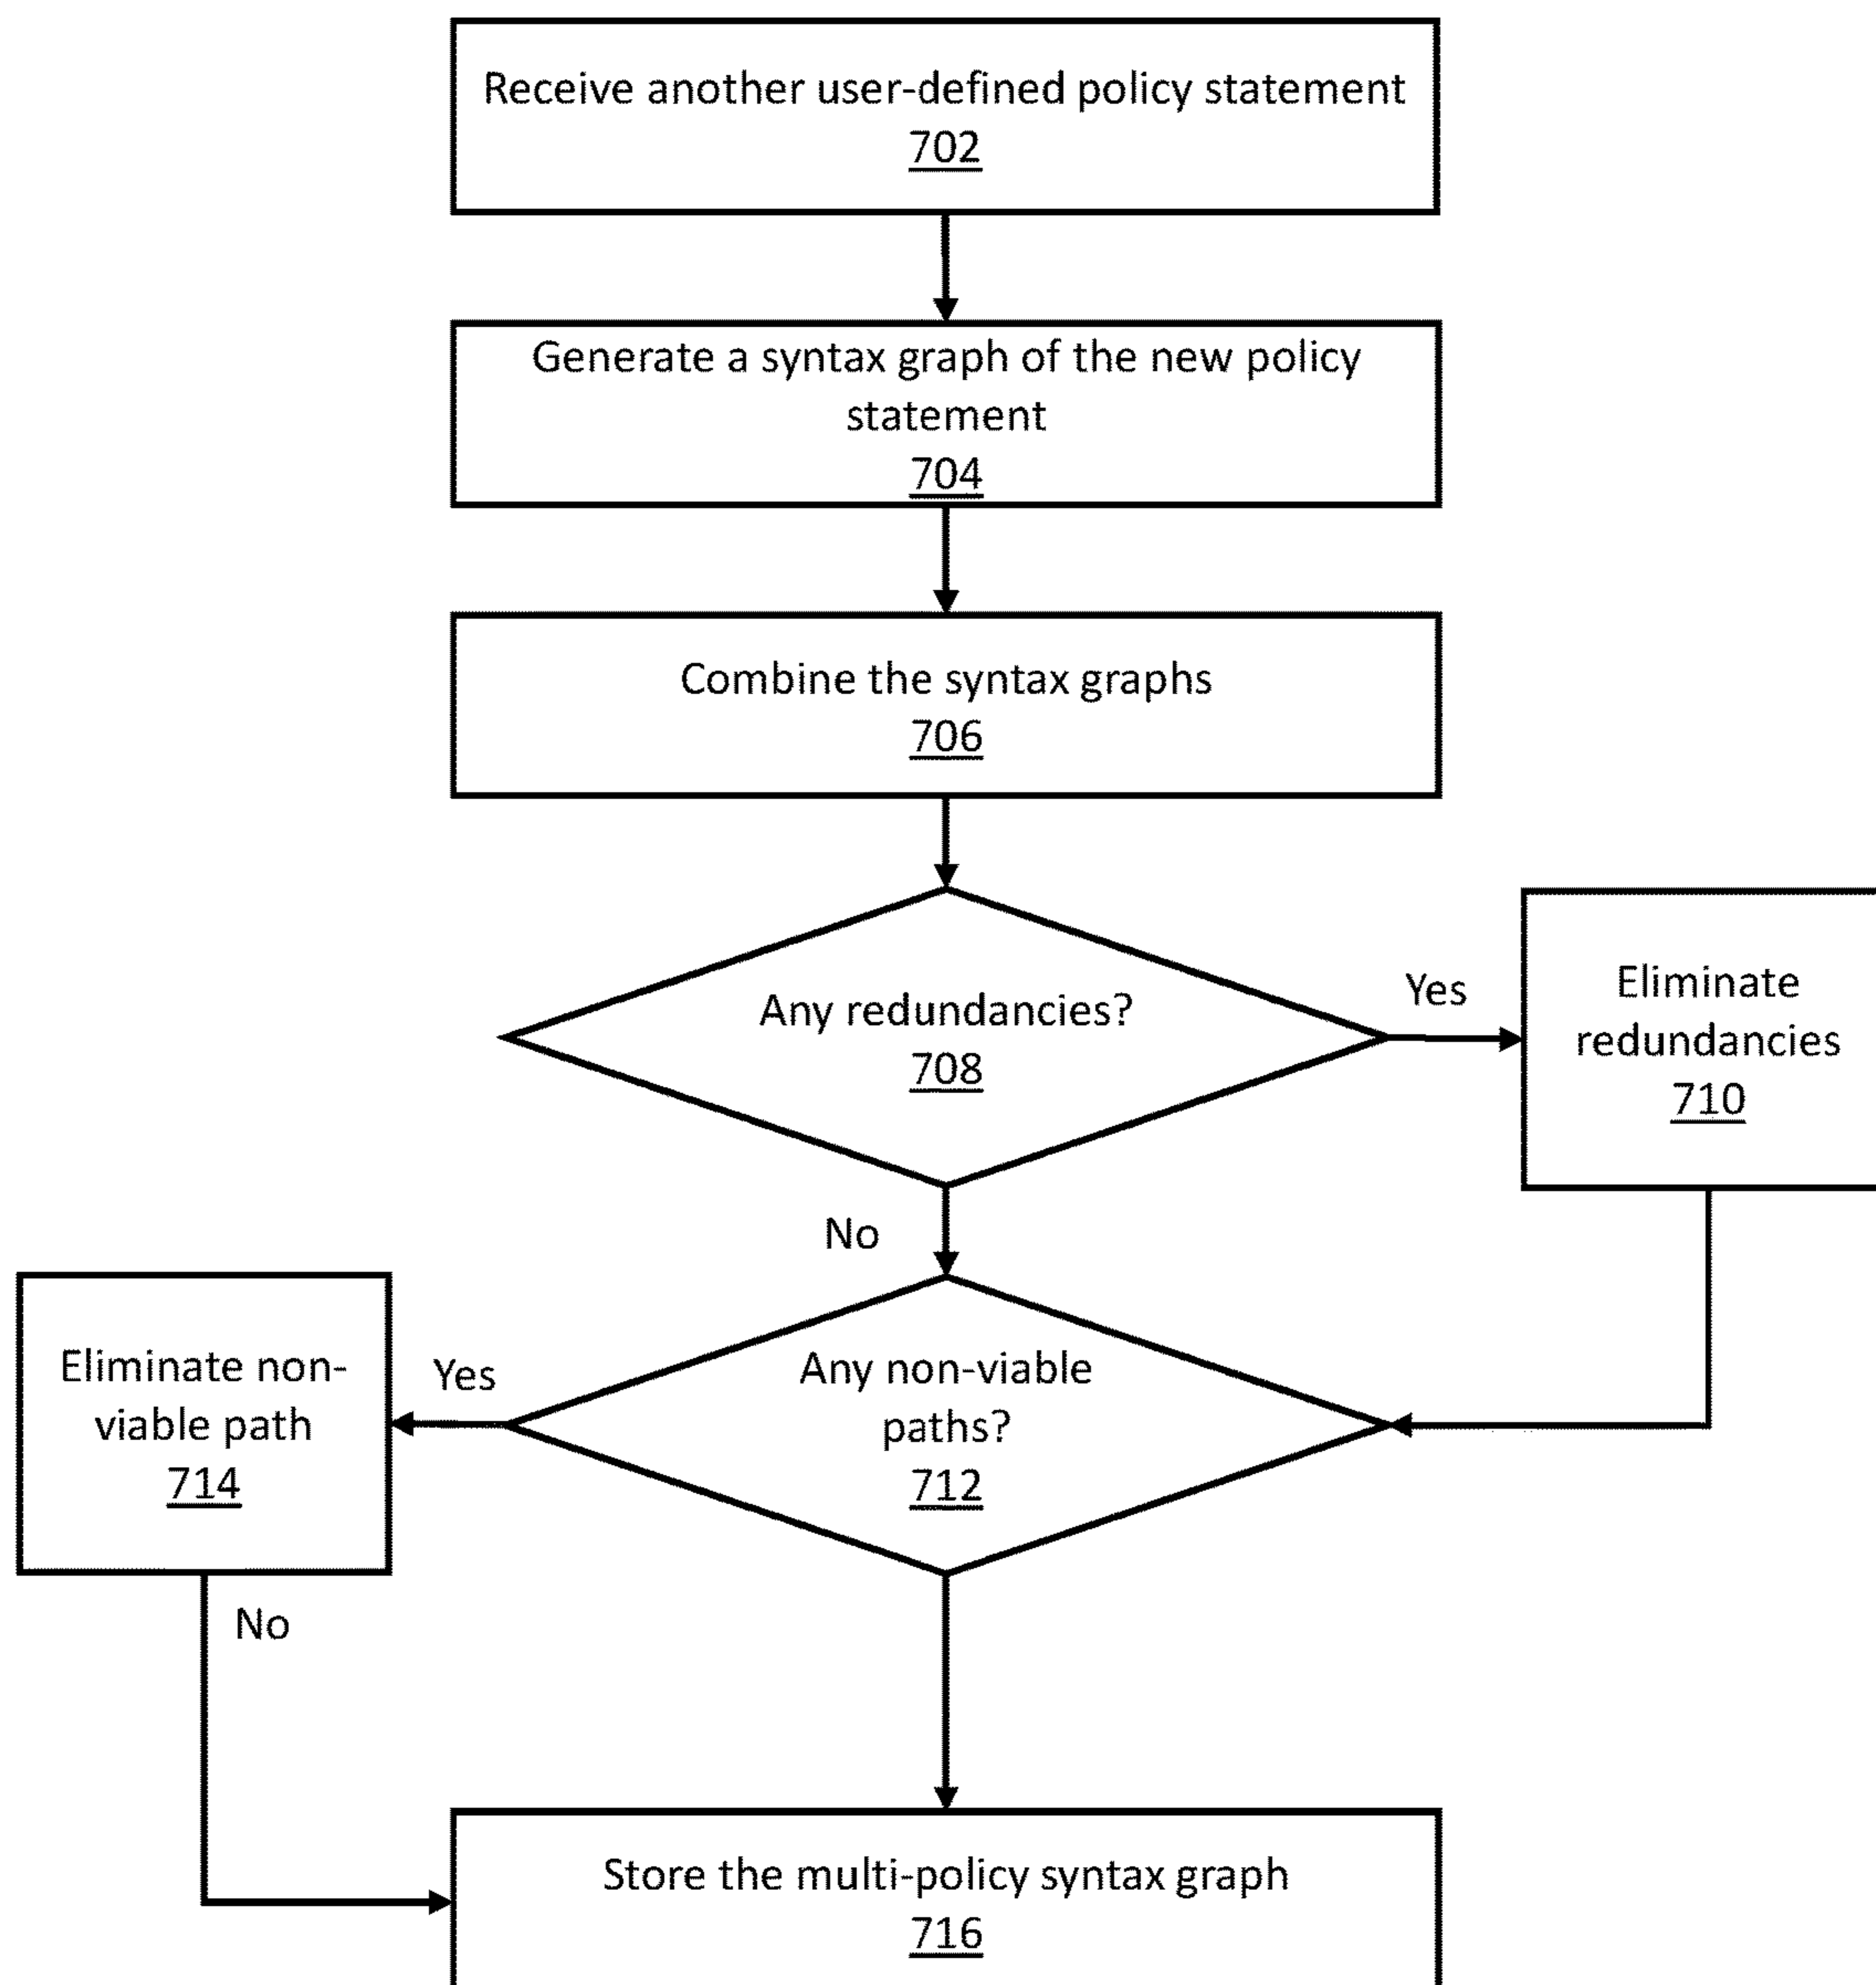 Receive another user-defined policy statement
702
Generate a syntax graph of the new policy
statement
704
Combine the syntax graphs
706
Any redundancies?
708
Yes
Eliminate
redundancies
710
No
Any non-viable
paths?
712
Yes
Eliminate non-
viable path
714
No
Store the multi-policy syntax graph
716